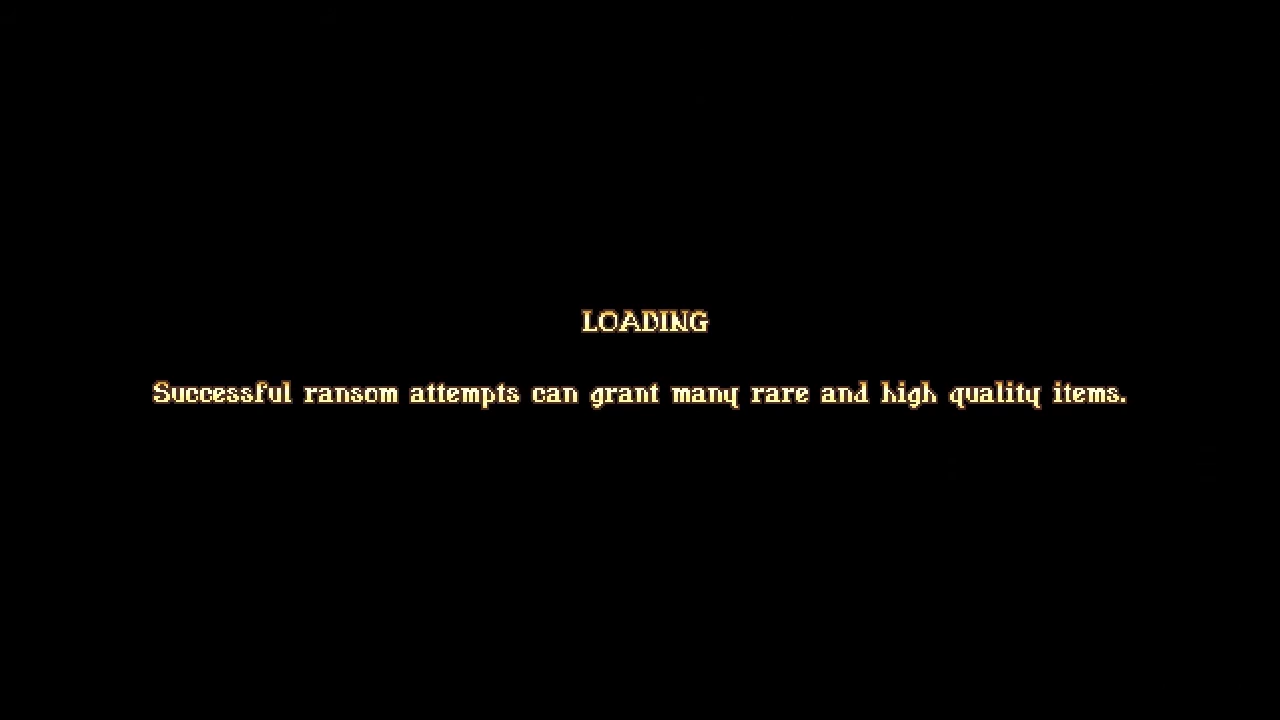 LOADING
Successful ransom attempts can grant many rare and high quality items.